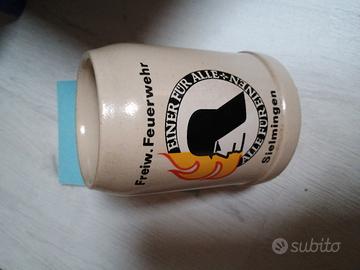 Freiw. Feuerwehr
EINER FÜR ALLE
ALLE FÜR EINEN
Sielmingen
subito